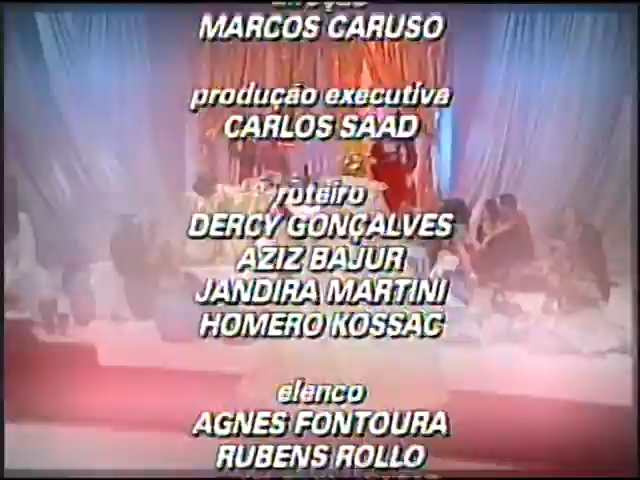 direção
MARCOS CARUSO
produção executiva
CARLOS SAAD
roteiro
DERCY GONÇALVES
AZIZ BAJUR
JANDIRA MARTINI
HOMERO KOSSAC
elenco
AGNES FONTOURA
RUBENS ROLLO